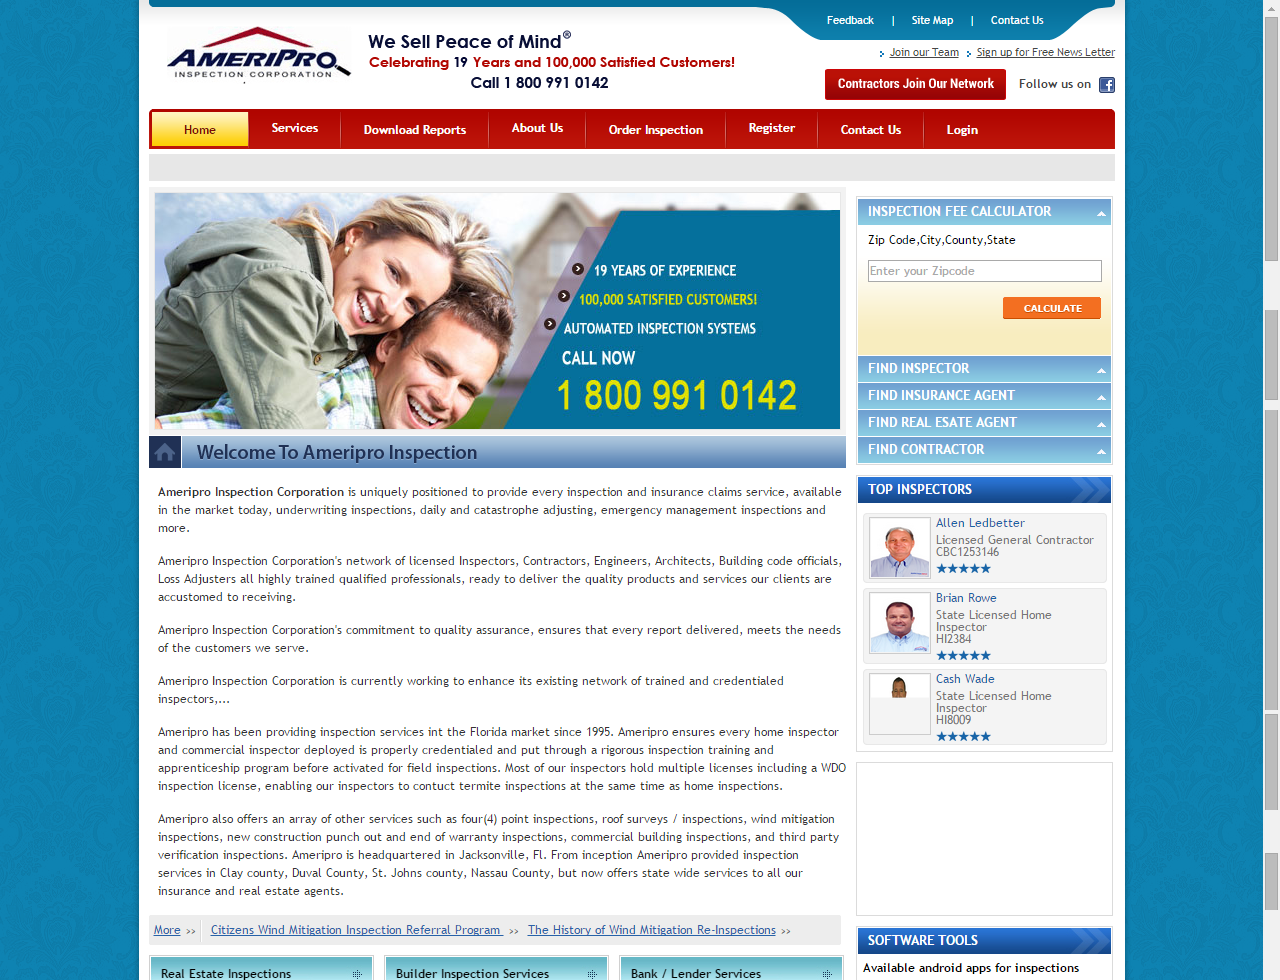 Feedback | Site Map | Contact Us
AMERIPRO
INSPECTION CORPORATION
We Sell Peace of Mind®
Celebrating 19 Years and 100,000 Satisfied Customers!
Call 1 800 991 0142
Join our Team Sign up for Free News Letter
Contractors Join Our Network Follow us on
Home Services Download Reports About Us Order Inspection Register Contact Us Login
19 YEARS OF EXPERIENCE
100,000 SATISFIED CUSTOMERS!
AUTOMATED INSPECTION SYSTEMS
CALL NOW
1 800 991 0142
Welcome To Ameripro Inspection
Ameripro Inspection Corporation is uniquely positioned to provide every inspection and insurance claims service, available
in the market today, underwriting inspections, daily and catastrophe adjusting, emergency management inspections and
more.
Ameripro Inspection Corporation's network of licensed Inspectors, Contractors, Engineers, Architects, Building code officials,
Loss Adjusters all highly trained qualified professionals, ready to deliver the quality products and services our clients are
accustomed to receiving.
Ameripro Inspection Corporation's commitment to quality assurance, ensures that every report delivered, meets the needs
of the customers we serve.
Ameripro Inspection Corporation is currently working to enhance its existing network of trained and credentialed
inspectors,...
Ameripro has been providing inspection services int the Florida market since 1995. Ameripro ensures every home inspector
and commercial inspector deployed is properly credentialed and put through a rigorous inspection training and
apprenticeship program before activated for field inspections. Most of our inspectors hold multiple licenses including a WDO
inspection license, enabling our inspectors to contuct termite inspections at the same time as home inspections.
Ameripro also offers an array of other services such as four(4) point inspections, roof surveys / inspections, wind mitigation
inspections, new construction punch out and end of warranty inspections, commercial building inspections, and third party
verification inspections. Ameripro is headquartered in Jacksonville, Fl. From inception Ameripro provided inspection
services in Clay county, Duval County, St. Johns county, Nassau County, but now offers state wide services to all our
insurance and real estate agents.
More >> Citizens Wind Mitigation Inspection Referral Program >> The History of Wind Mitigation Re-Inspections >>
Real Estate Inspections Builder Inspection Services Bank / Lender Services
INSPECTION FEE CALCULATOR
Zip Code,City,County,State
Enter your Zipcode
CALCULATE
FIND INSPECTOR
FIND INSURANCE AGENT
FIND REAL ESATE AGENT
FIND CONTRACTOR
TOP INSPECTORS
Allen Ledbetter
Licensed General Contractor
CBC1253146
Brian Rowe
State Licensed Home
Inspector
HI2384
Cash Wade
State Licensed Home
Inspector
HI8009
SOFTWARE TOOLS
Available android apps for inspections